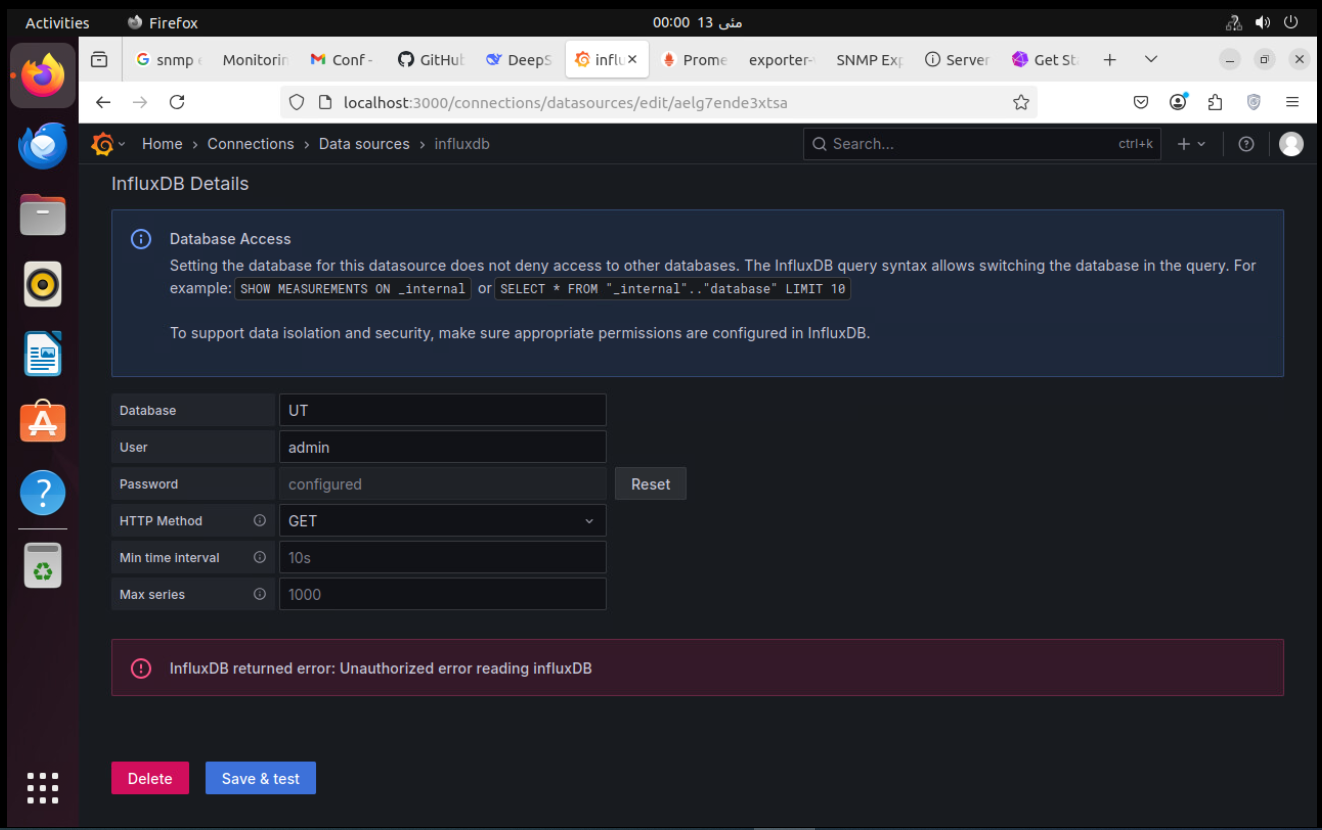 Activities Firefox 00:00 13 مئی
snmp e Monitorin Conf - GitHub DeepS influ Prome exporter- SNMP Exp Server Get Sta
localhost:3000/connections/datasources/edit/aelg7ende3xtsa
Home › Connections › Data sources › influxdb Search... ctrl+k
InfluxDB Details
Database Access
Setting the database for this datasource does not deny access to other databases. The InfluxDB query syntax allows switching the database in the query. For
example: SHOW MEASUREMENTS ON _internal or SELECT * FROM "_internal".."database" LIMIT 10
To support data isolation and security, make sure appropriate permissions are configured in InfluxDB.
Database UT
User admin
Password configured Reset
HTTP Method GET
Min time interval 10s
Max series 1000
InfluxDB returned error: Unauthorized error reading influxDB
Delete Save & test